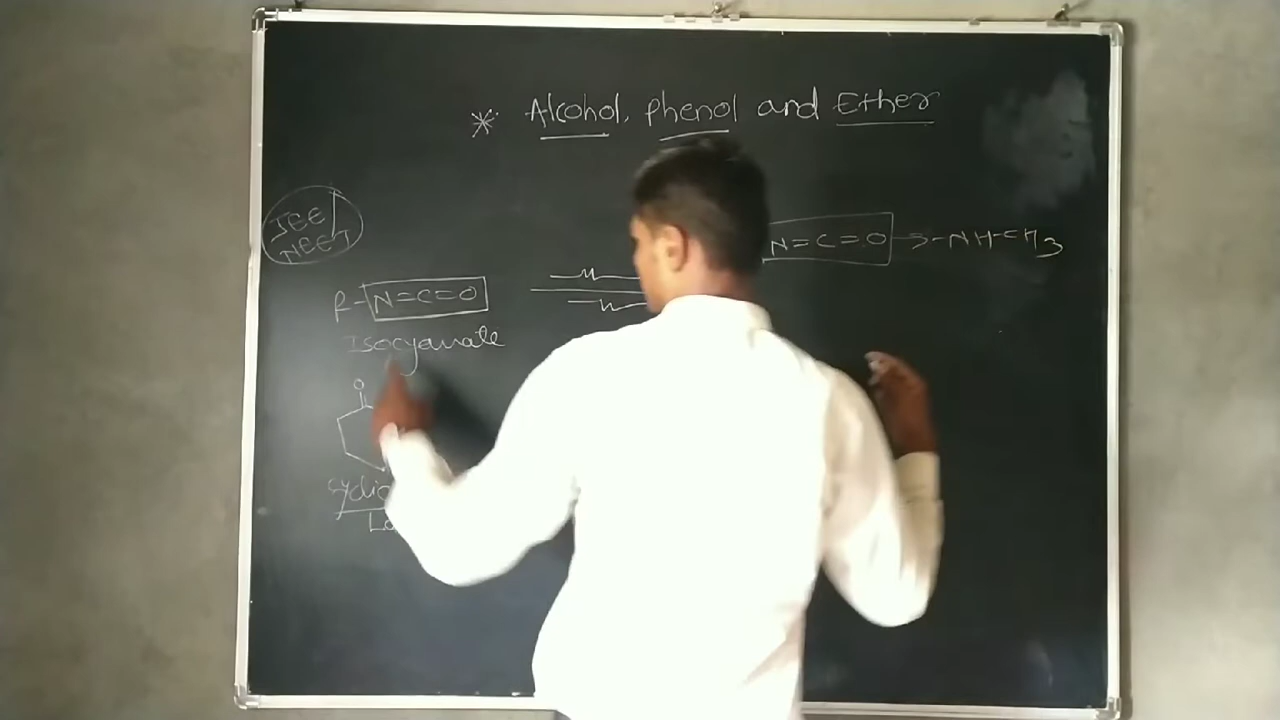 * Alcohol, phenol and Ether
JEE/
NEET
N=C=O → -NH-CH3
R-N=C=O
Isocyanate
O